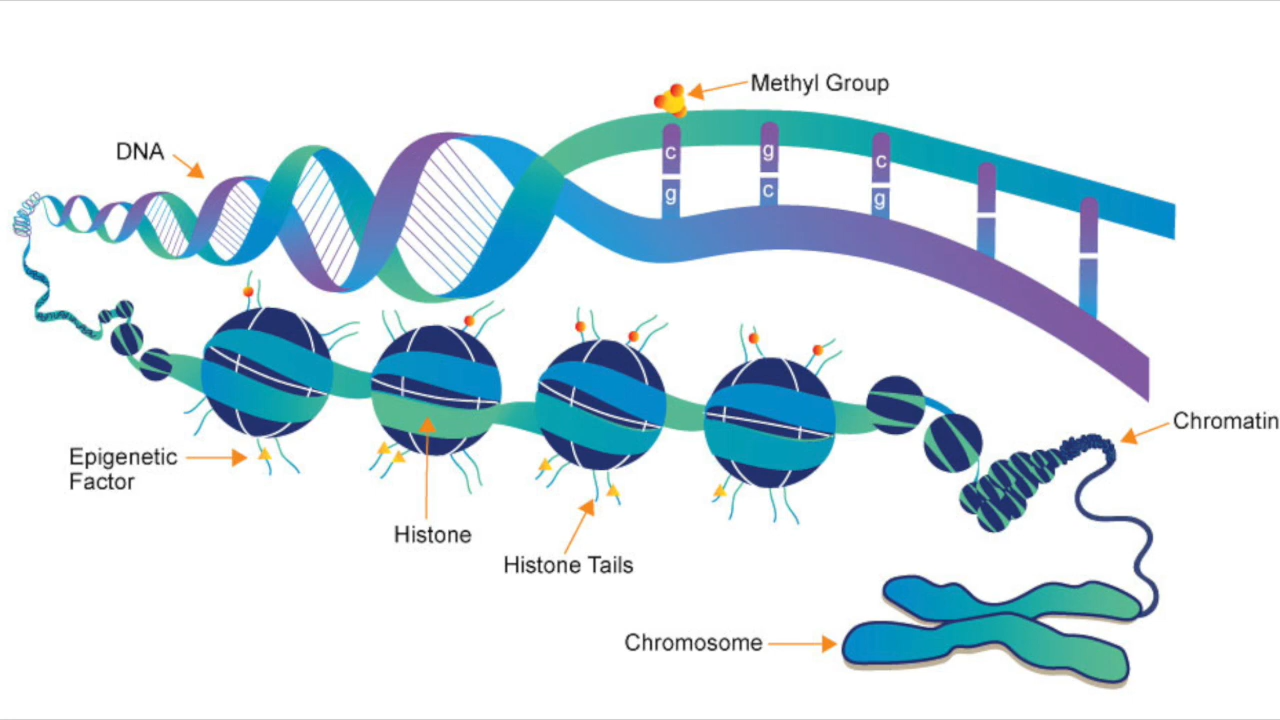 Methyl Group
DNA
c
g
c
g
c
g
Chromatin
Epigenetic
Factor
Histone
Histone Tails
Chromosome